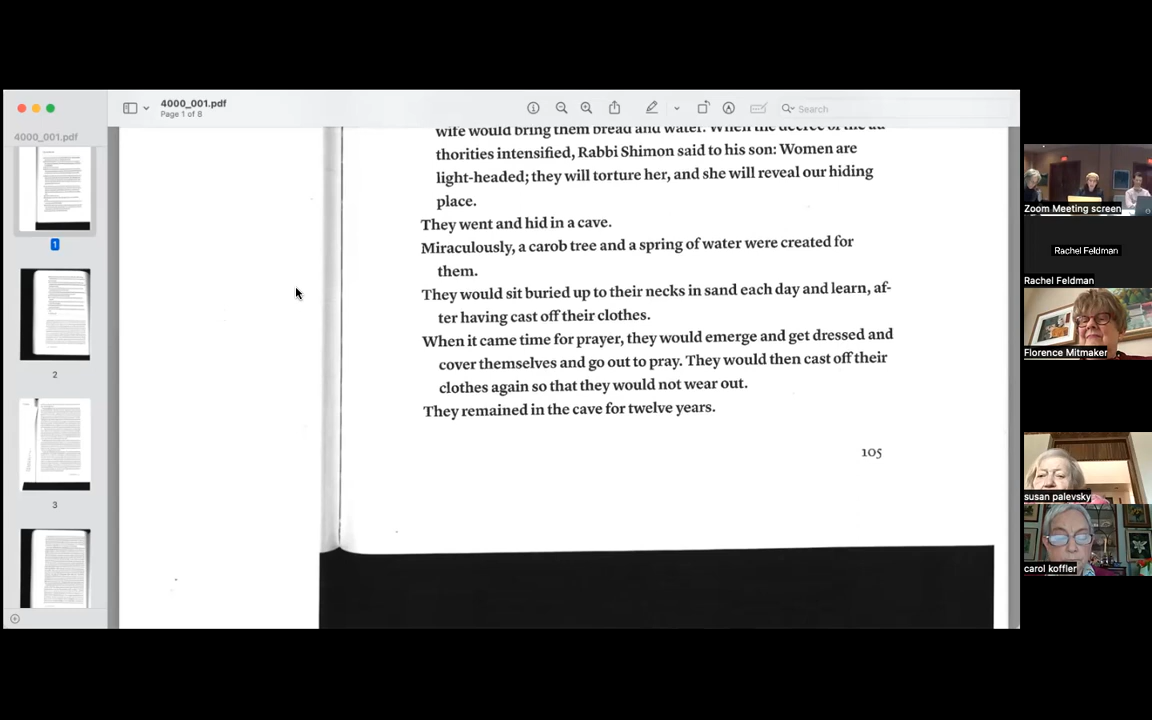 4000_001.pdf
Page 1 of 8
Search
4000_001.pdf
1
2
3
wife would bring them bread and water. When the decree of the au-
thorities intensified, Rabbi Shimon said to his son: Women are
light-headed; they will torture her, and she will reveal our hiding
place.
They went and hid in a cave.
Miraculously, a carob tree and a spring of water were created for
them.
They would sit buried up to their necks in sand each day and learn, af-
ter having cast off their clothes.
When it came time for prayer, they would emerge and get dressed and
cover themselves and go out to pray. They would then cast off their
clothes again so that they would not wear out.
They remained in the cave for twelve years.
105
Zoom Meeting screen
Rachel Feldman
Rachel Feldman
Florence Mitmaker
susan palevsky
carol koffler